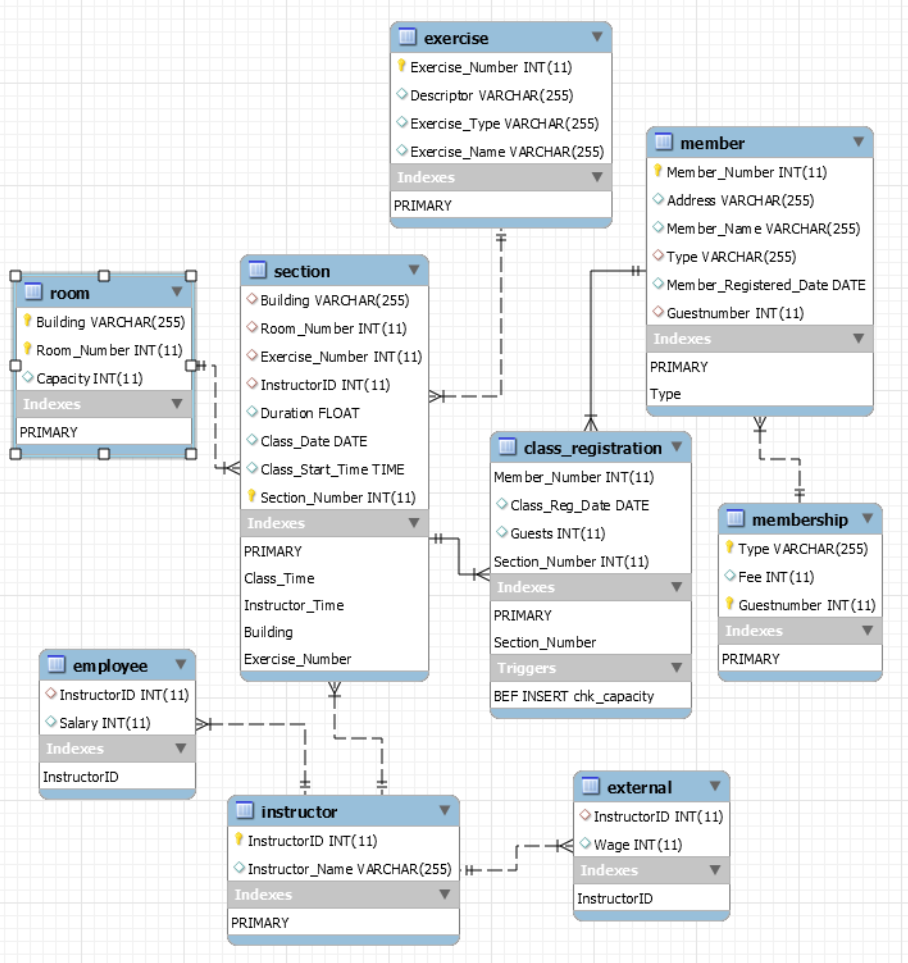 exercise
Exercise_Number INT(11)
Descriptor VARCHAR(255)
Exercise_Type VARCHAR(255)
Exercise_Name VARCHAR(255)
Indexes
PRIMARY
member
Member_Number INT(11)
Address VARCHAR(255)
Member_Name VARCHAR(255)
Type VARCHAR(255)
Member_Registered_Date DATE
Guestnumber INT(11)
Indexes
PRIMARY
Type
room
Building VARCHAR(255)
Room_Number INT(11)
Capacity INT(11)
Indexes
PRIMARY
section
Building VARCHAR(255)
Room_Number INT(11)
Exercise_Number INT(11)
InstructorID INT(11)
Duration FLOAT
Class_Date DATE
Class_Start_Time TIME
Section_Number INT(11)
Indexes
PRIMARY
Class_Time
Instructor_Time
Building
Exercise_Number
class_registration
Member_Number INT(11)
Class_Reg_Date DATE
Guests INT(11)
Section_Number INT(11)
Indexes
PRIMARY
Section_Number
Triggers
BEF INSERT chk_capacity
membership
Type VARCHAR(255)
Fee INT(11)
Guestnumber INT(11)
Indexes
PRIMARY
employee
InstructorID INT(11)
Salary INT(11)
Indexes
InstructorID
instructor
InstructorID INT(11)
Instructor_Name VARCHAR(255)
Indexes
PRIMARY
external
InstructorID INT(11)
Wage INT(11)
Indexes
InstructorID